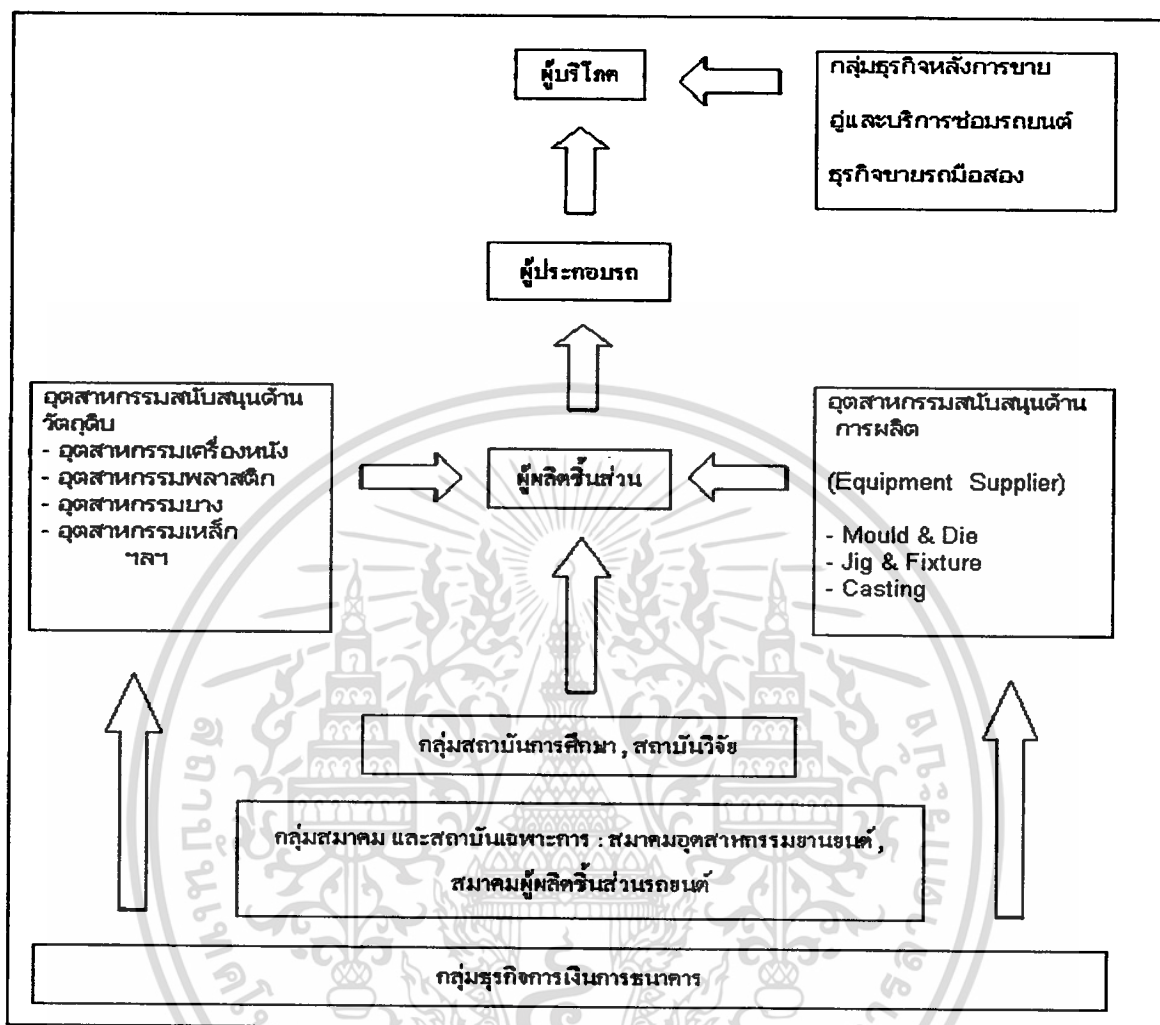 ผู้บริโภค
กลุ่มธุรกิจหลังการขาย
อู่และบริการซ่อมรถยนต์
ธุรกิจขายรถมือสอง
ผู้ประกอบรถ
อุตสาหกรรมสนับสนุนด้าน
วัตถุดิบ
- อุตสาหกรรมเครื่องหนัง
- อุตสาหกรรมพลาสติก
- อุตสาหกรรมยาง
- อุตสาหกรรมเหล็ก
ฯลฯ
ผู้ผลิตชิ้นส่วน
อุตสาหกรรมสนับสนุนด้าน
การผลิต
(Equipment Supplier)
- Mould & Die
- Jig & Fixture
- Casting
กลุ่มสถาบันการศึกษา , สถาบันวิจัย
กลุ่มสมาคม และสถาบันเฉพาะการ : สมาคมอุตสาหกรรมยานยนต์ ,
สมาคมผู้ผลิตชิ้นส่วนรถยนต์
กลุ่มธุรกิจการเงินการธนาคาร